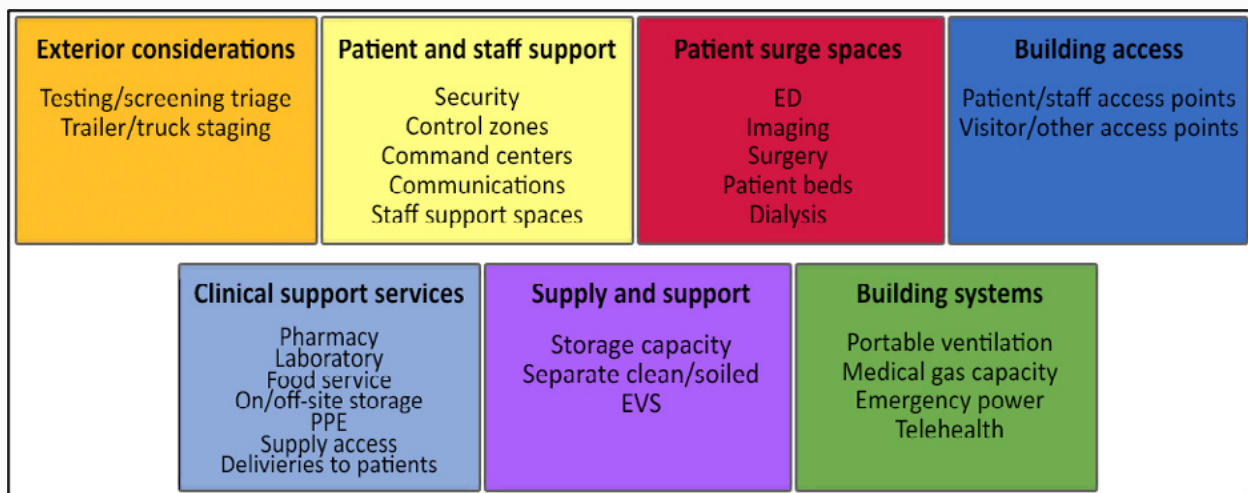 Exterior considerations
Testing/screening triage
Trailer/truck staging
Patient and staff support
Security
Control zones
Command centers
Communications
Staff support spaces
Patient surge spaces
ED
Imaging
Surgery
Patient beds
Dialysis
Building access
Patient/staff access points
Visitor/other access points
Clinical support services
Pharmacy
Laboratory
Food service
On/off-site storage
PPE
Supply access
Delivieries to patients
Supply and support
Storage capacity
Separate clean/soiled
EVS
Building systems
Portable ventilation
Medical gas capacity
Emergency power
Telehealth